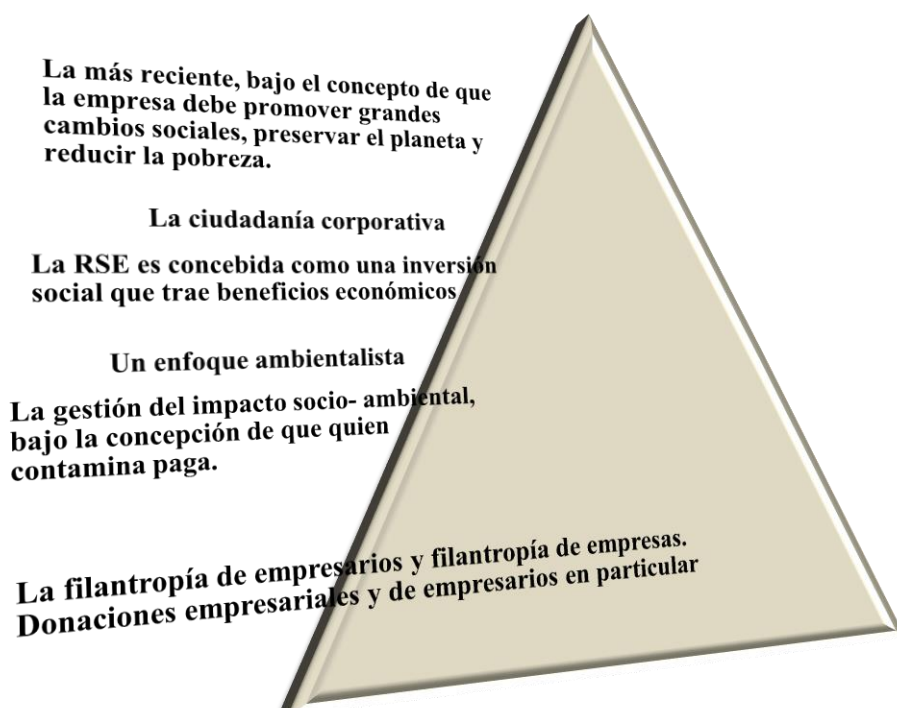 La más reciente, bajo el concepto de que
la empresa debe promover grandes
cambios sociales, preservar el planeta y
reducir la pobreza.
La ciudadanía corporativa
La RSE es concebida como una inversión
social que trae beneficios económicos
Un enfoque ambientalista
La gestión del impacto socio- ambiental,
bajo la concepción de que quien
contamina paga.
La filantropía de empresarios y filantropía de empresas.
Donaciones empresariales y de empresarios en particular